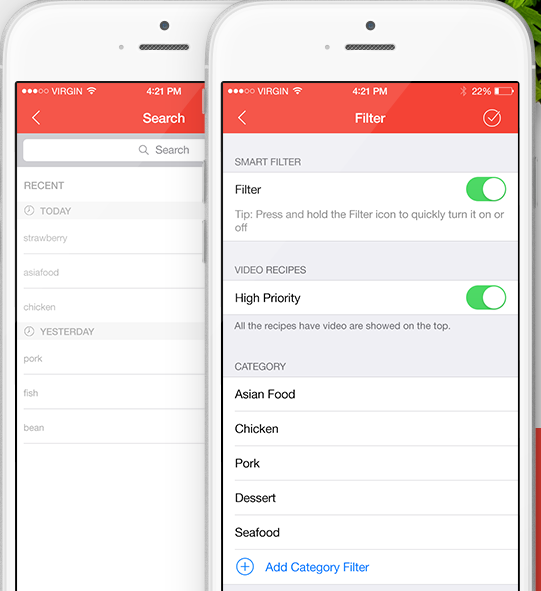 VIRGIN
4:21 PM
Search
Search
RECENT
TODAY
strawberry
asiafood
chicken
YESTERDAY
pork
fish
bean
VIRGIN
4:21 PM
22%
Filter
SMART FILTER
Filter
Tip: Press and hold the Filter icon to quickly turn it on or
off
VIDEO RECIPES
High Priority
All the recipes have video are showed on the top.
CATEGORY
Asian Food
Chicken
Pork
Dessert
Seafood
Add Category Filter